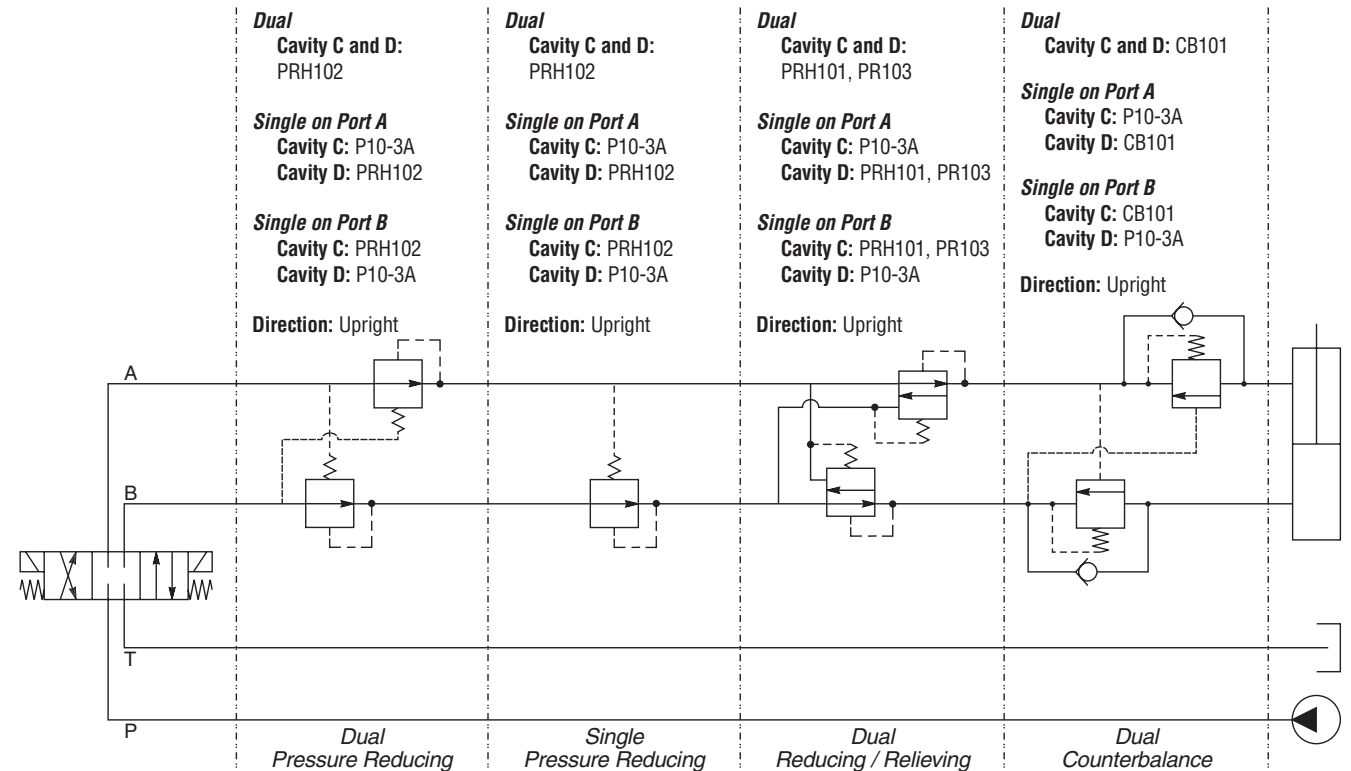 Dual
Cavity C and D:
PRH102
Single on Port A
Cavity C: P10-3A
Cavity D: PRH102
Single on Port B
Cavity C: PRH102
Cavity D: P10-3A
Direction: Upright
Dual
Cavity C and D:
PRH102
Single on Port A
Cavity C: P10-3A
Cavity D: PRH102
Single on Port B
Cavity C: PRH102
Cavity D: P10-3A
Direction: Upright
Dual
Cavity C and D:
PRH101, PR103
Single on Port A
Cavity C: P10-3A
Cavity D: PRH101, PR103
Single on Port B
Cavity C: PRH101, PR103
Cavity D: P10-3A
Direction: Upright
Dual
Cavity C and D: CB101
Single on Port A
Cavity C: P10-3A
Cavity D: CB101
Single on Port B
Cavity C: CB101
Cavity D: P10-3A
Direction: Upright
A
B
T
P
Dual
Pressure Reducing
Single
Pressure Reducing
Dual
Reducing / Relieving
Dual
Counterbalance